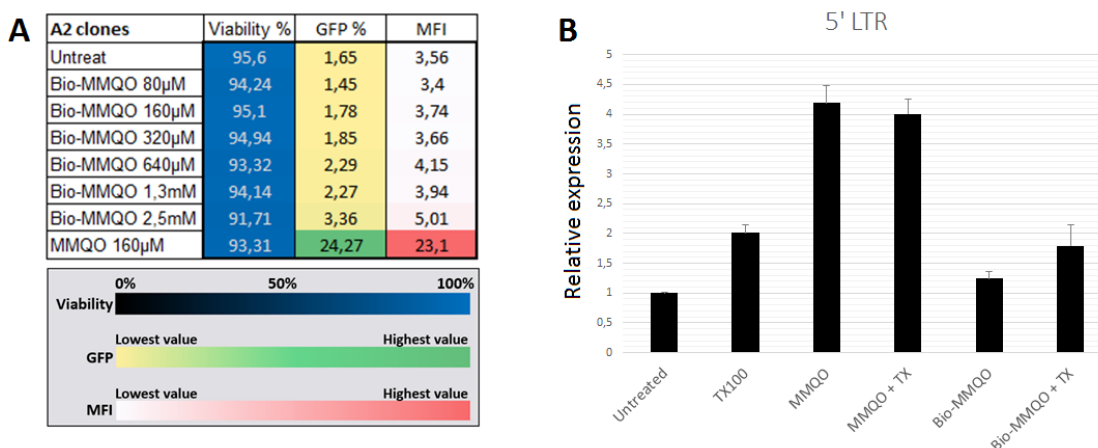 A
A2 clones Viability % GFP % MFI
Untreat 95,6 1,65 3,56
Bio-MMQO 80µM 94,24 1,45 3,4
Bio-MMQO 160µM 95,1 1,78 3,74
Bio-MMQO 320µM 94,94 1,85 3,66
Bio-MMQO 640µM 93,32 2,29 4,15
Bio-MMQO 1,3mM 94,14 2,27 3,94
Bio-MMQO 2,5mM 91,71 3,36 5,01
MMQO 160µM 93,31 24,27 23,1
0% 50% 100%
Viability
Lowest value Highest value
GFP
Lowest value Highest value
MFI
B
5' LTR
Relative expression
5
4,5
4
3,5
3
2,5
2
1,5
1
0,5
0
Untreated
TX100
MMQO
MMQO + TX
Bio-MMQO
Bio-MMQO + TX